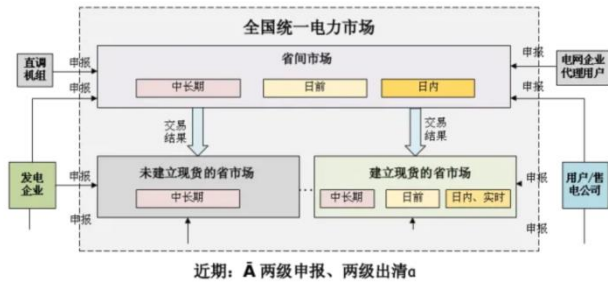 全国统一电力市场
省间市场
中长期
日前
日内
直调
机组
申报
申报
申报
申报
电网企业
代理用户
交易
结果
交易
结果
发电
企业
申报
申报
未建立现货的省市场
中长期
...
建立现货的省市场
中长期
日前
日内、实时
申报
申报
用户/售
电公司
近期：Ā 两级申报、两级出清ɑ